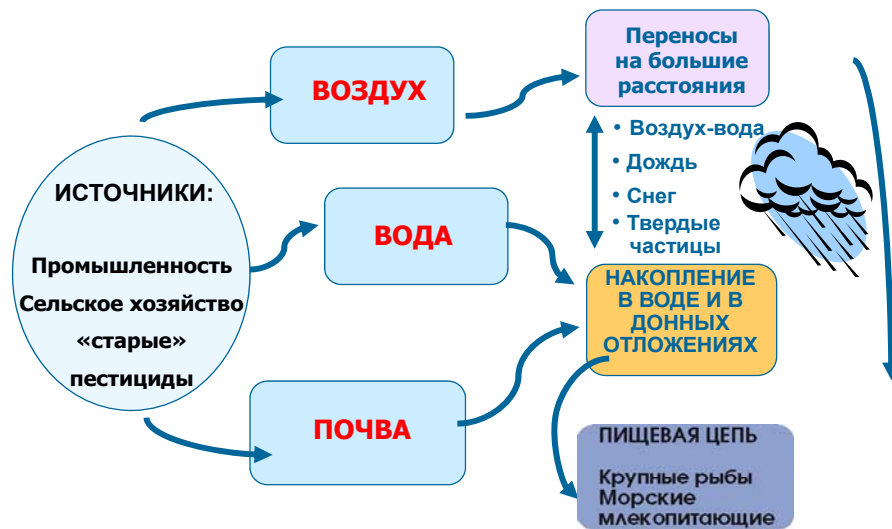 ИСТОЧНИКИ:
Промышленность
Сельское хозяйство
«старые»
пестициды
ВОЗДУХ
ВОДА
ПОЧВА
Переносы
на большие
расстояния
• Воздух-вода
• Дождь
• Снег
• Твердые
частицы
НАКОПЛЕНИЕ
В ВОДЕ И В
ДОННЫХ
ОТЛОЖЕНИЯХ
ПИЩЕВАЯ ЦЕПЬ
Крупные рыбы
Морские
млекопитающие